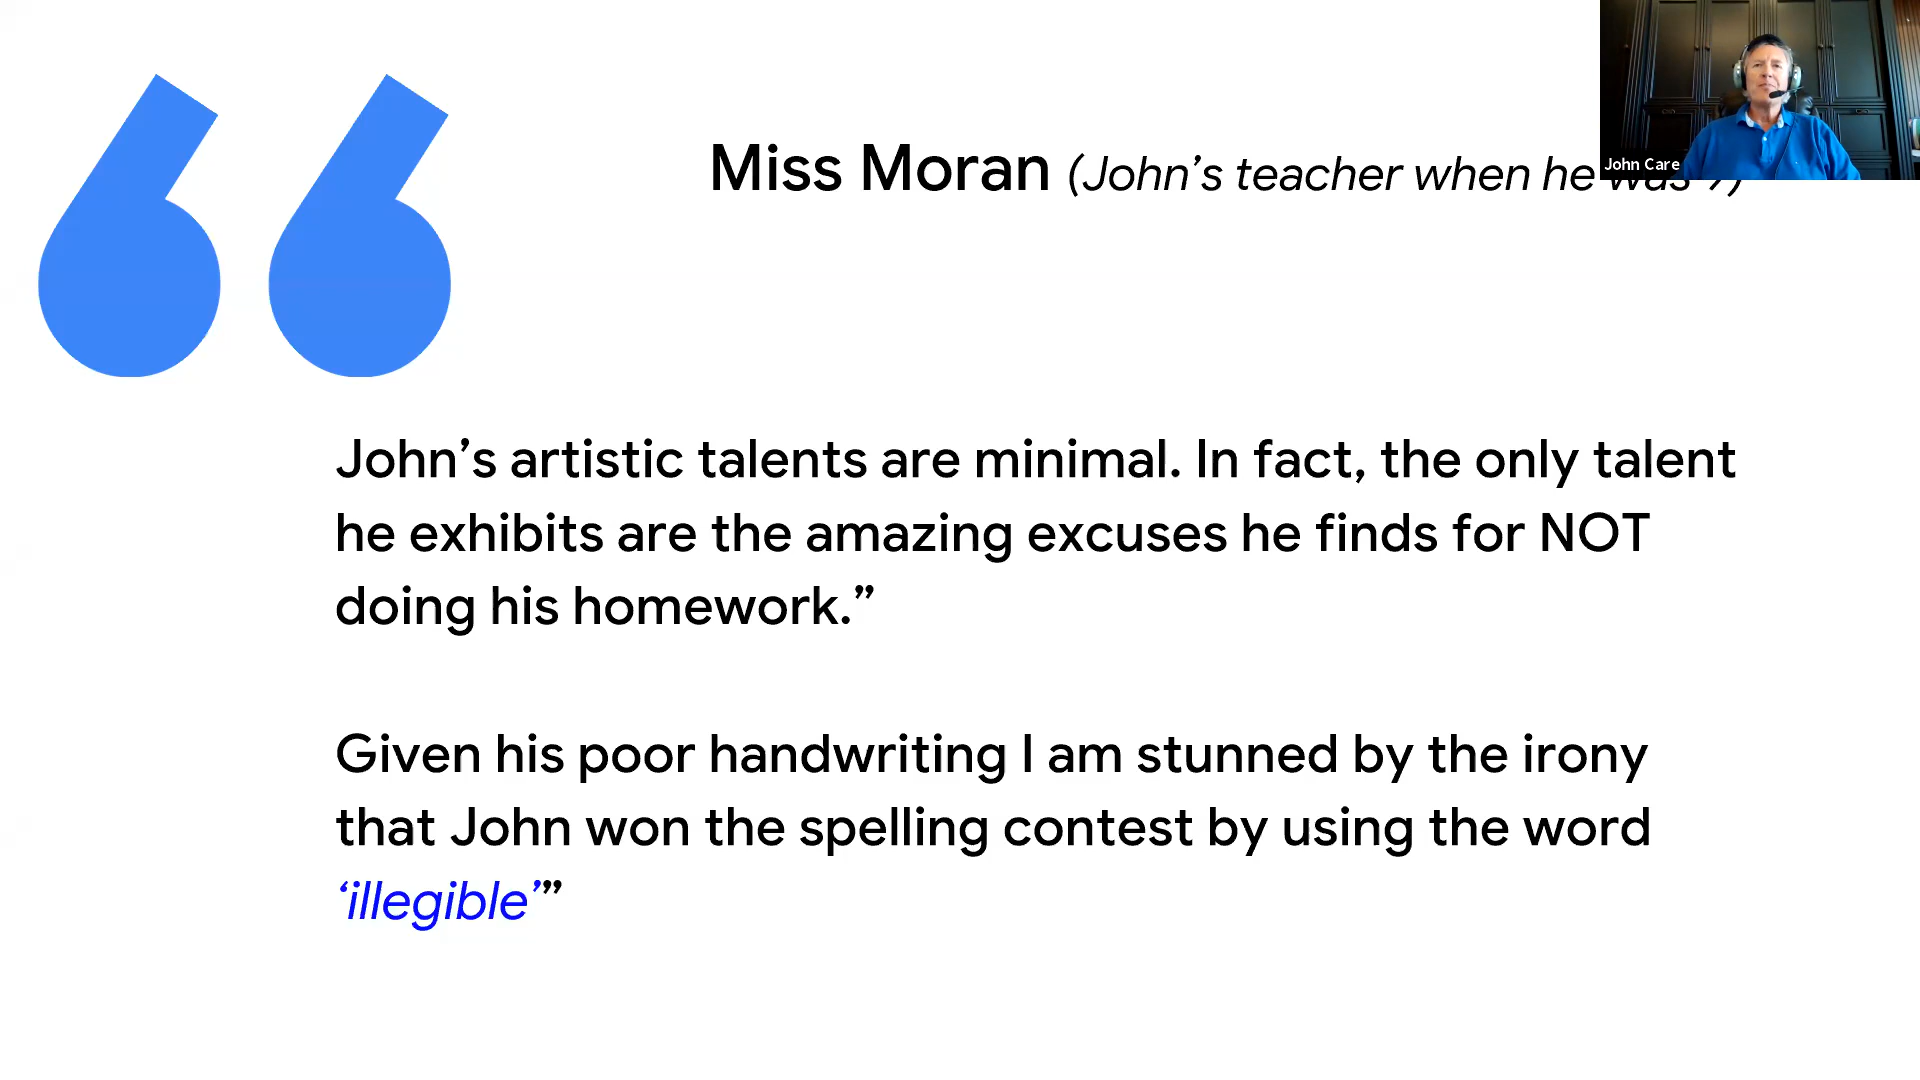 Miss Moran (John’s teacher when he was
John Care
John’s artistic talents are minimal. In fact, the only talent
he exhibits are the amazing excuses he finds for NOT
doing his homework.”
Given his poor handwriting I am stunned by the irony
that John won the spelling contest by using the word
‘illegible’”